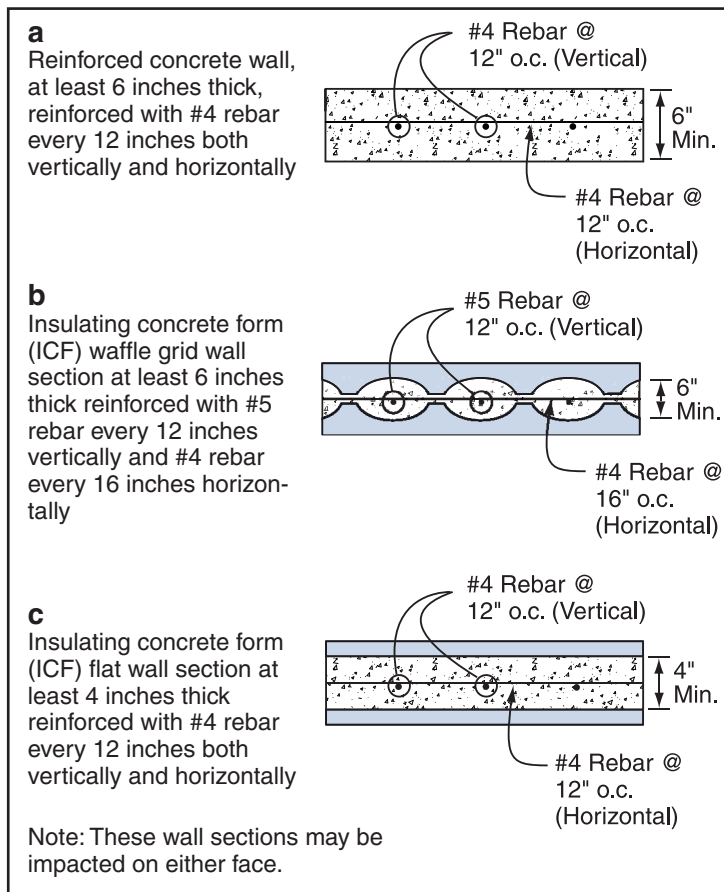 a
Reinforced concrete wall,
at least 6 inches thick,
reinforced with #4 rebar
every 12 inches both
vertically and horizontally
#4 Rebar @
12" o.c. (Vertical)
6"
Min.
#4 Rebar @
12" o.c.
(Horizontal)
b
Insulating concrete form
(ICF) waffle grid wall
section at least 6 inches
thick reinforced with #5
rebar every 12 inches
vertically and #4 rebar
every 16 inches horizon-
tally
#5 Rebar @
12" o.c. (Vertical)
6"
Min.
#4 Rebar @
16" o.c.
(Horizontal)
c
Insulating concrete form
(ICF) flat wall section at
least 4 inches thick
reinforced with #4 rebar
every 12 inches both
vertically and horizontally
#4 Rebar @
12" o.c. (Vertical)
4"
Min.
#4 Rebar @
12" o.c.
(Horizontal)
Note: These wall sections may be
impacted on either face.